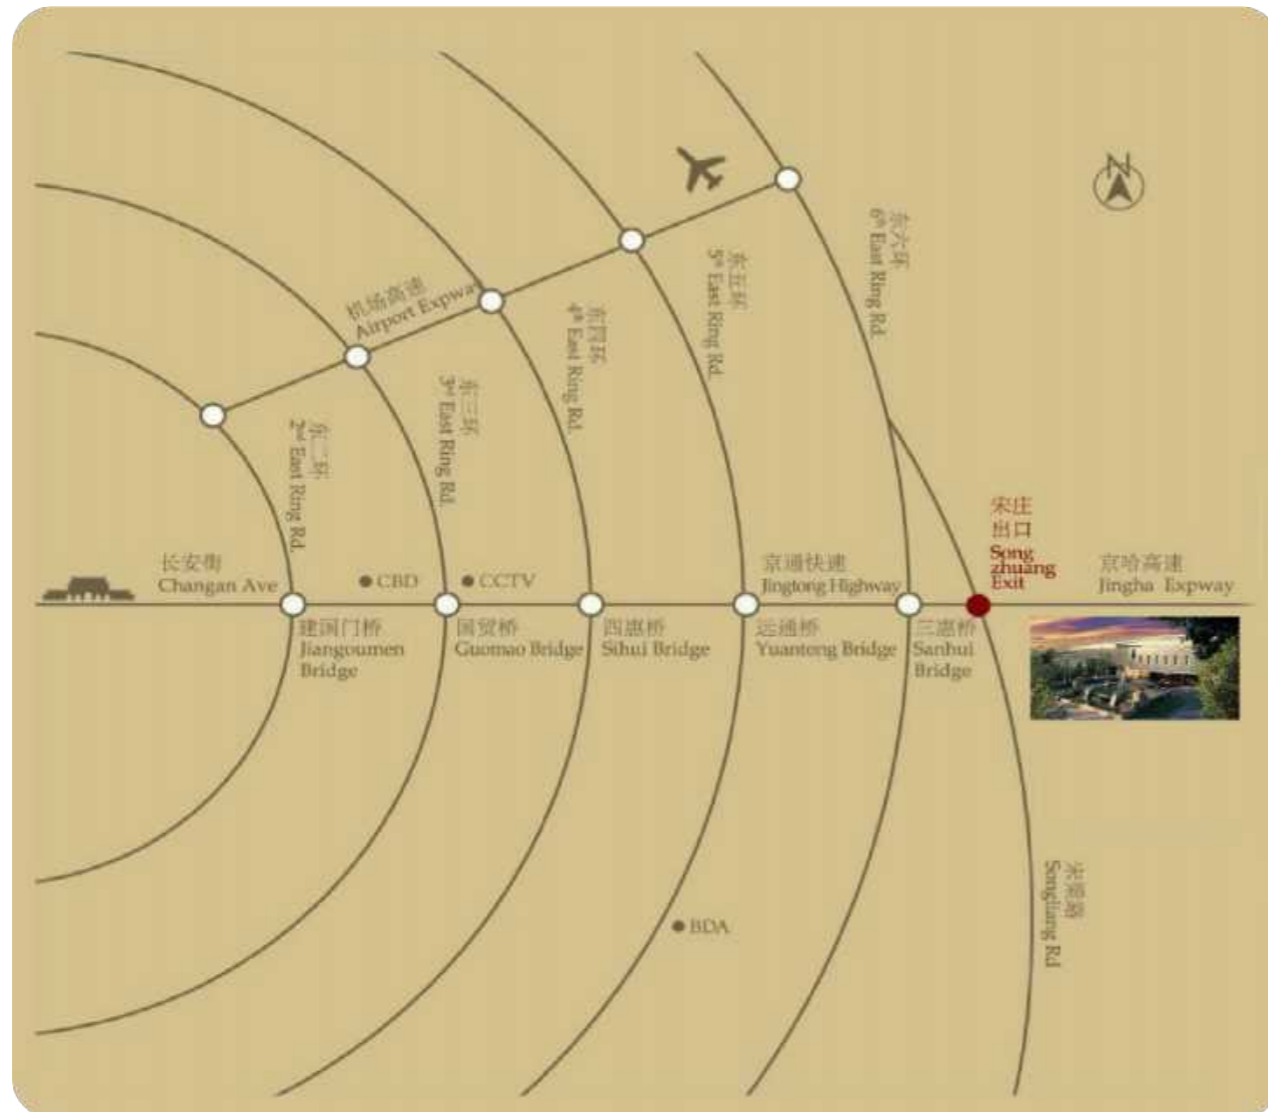 N
东六环
6th East Ring Rd.
东五环
5th East Ring Rd.
机场高速
Airport Expway
东四环
4th East Ring Rd.
东三环
3rd East Ring Rd.
东二环
2nd East Ring Rd.
宋庄
出口
Song
zhuang
Exit
长安街
Changan Ave
CBD
CCTV
京通快速
Jingtong Highway
京哈高速
Jingha Expway
建国门桥
Jiangoumen
Bridge
国贸桥
Guomao Bridge
四惠桥
Sihui Bridge
远通桥
Yuantong Bridge
三惠桥
Sanhui
Bridge
BDA
宋梁路
Songliang Rd